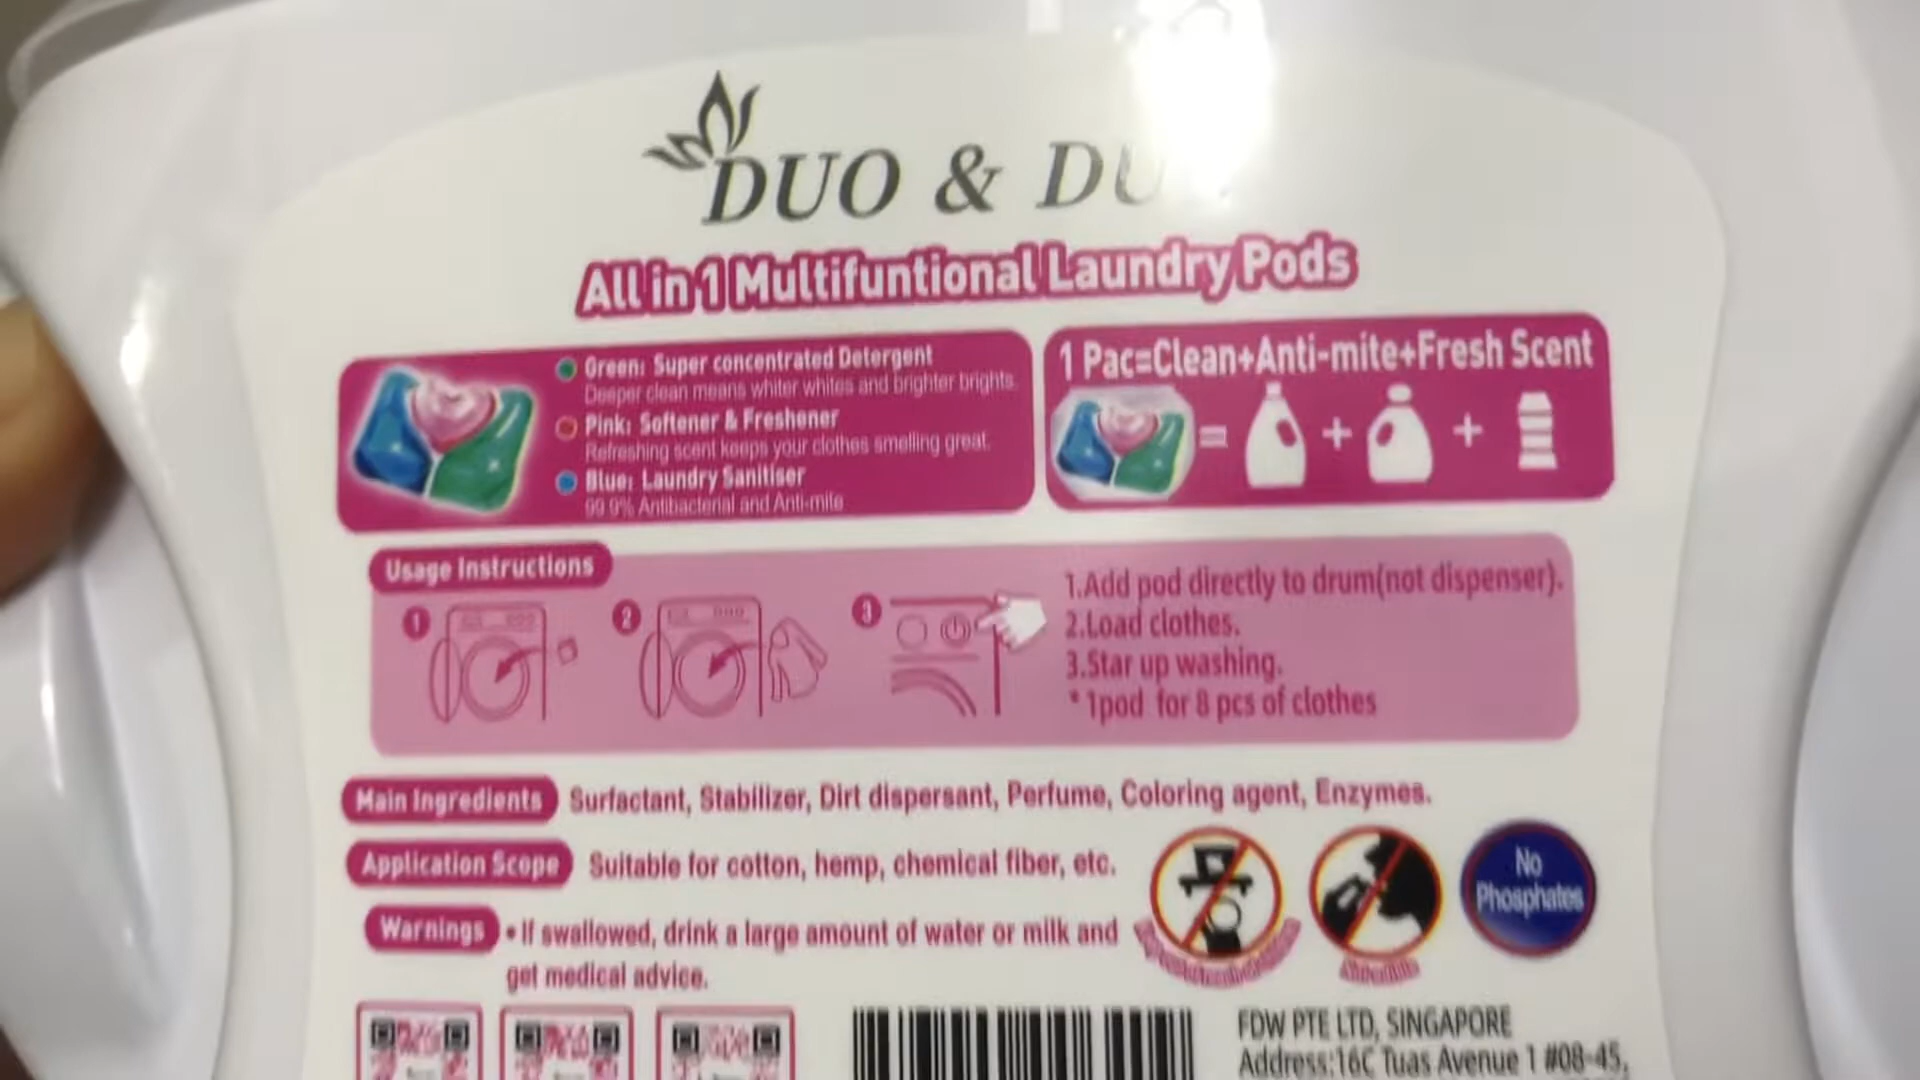 DUO & DU
All in 1 Multifuntional Laundry Pods
Green: Super concentrated Detergent
Deeper clean means whiter whites and brighter brights.
Pink: Softener & Freshener
Refreshing scent keeps your clothes smelling great.
Blue: Laundry Sanitiser
99.9% Antibacterial and Anti-mite
1 Pac=Clean+Anti-mite+Fresh Scent
= + +
Usage Instructions
1
2
3
1.Add pod directly to drum(not dispenser).
2.Load clothes.
3.Star up washing.
* 1pod for 8 pcs of clothes
Main Ingredients Surfactant, Stabilizer, Dirt dispersant, Perfume, Coloring agent, Enzymes.
Application Scope Suitable for cotton, hemp, chemical fiber, etc.
No
Phosphates
Warnings • If swallowed, drink a large amount of water or milk and
get medical advice.
FDW PTE LTD, SINGAPORE
Address:16C Tuas Avenue 1 #08-45,